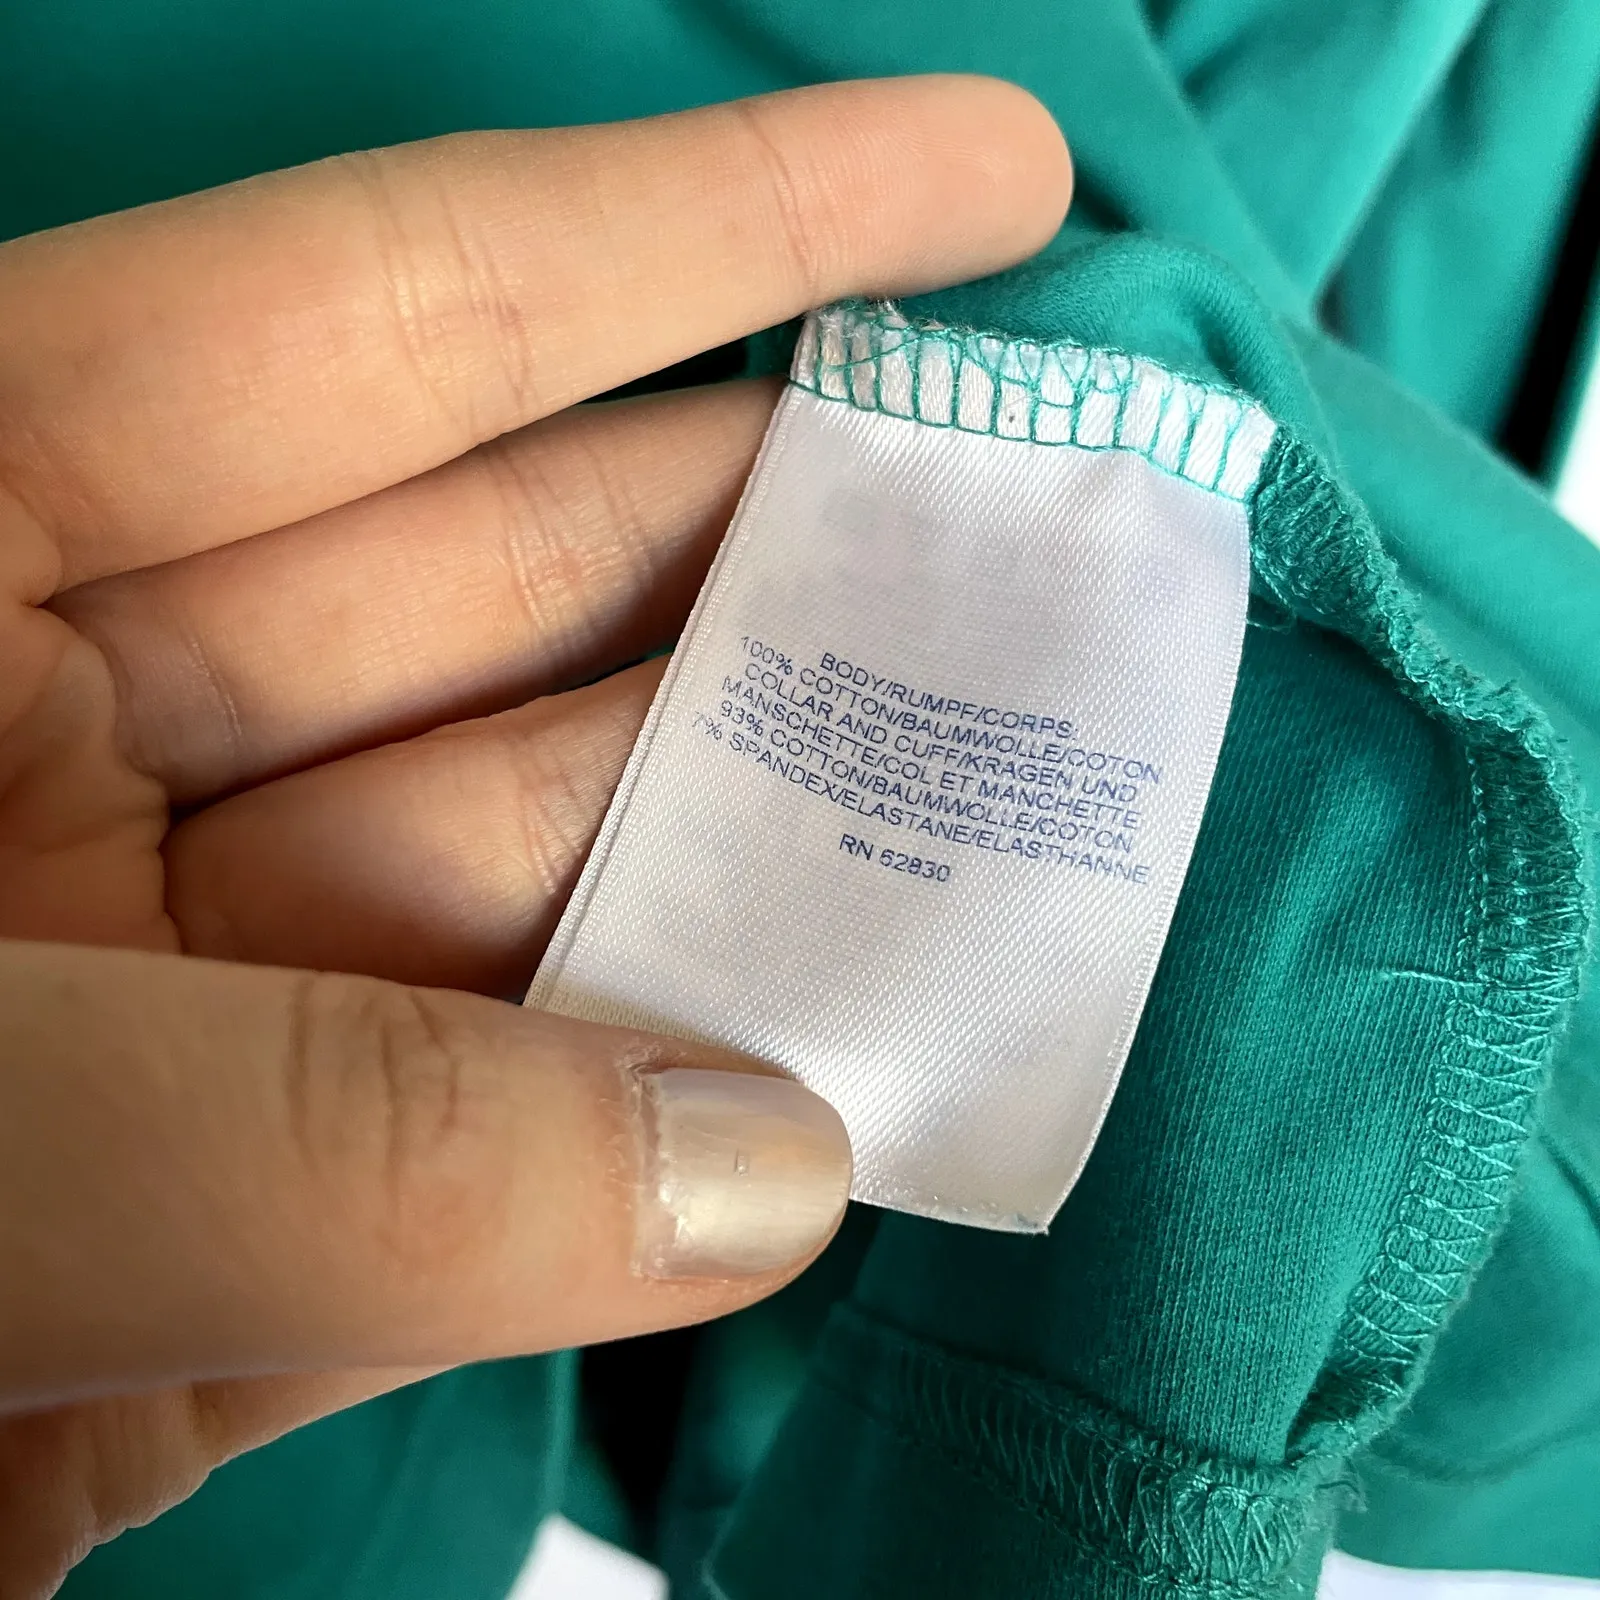 BODY/RUMPF/CORPS:
100% COTTON/BAUMWOLLE/COTON
COLLAR AND CUFF/KRAGEN UND
MANSCHETTE/COL ET MANCHETTE
93% COTTON/BAUMWOLLE/COTON
7% SPANDEX/ELASTANE/ELASTHANNE
RN 62830